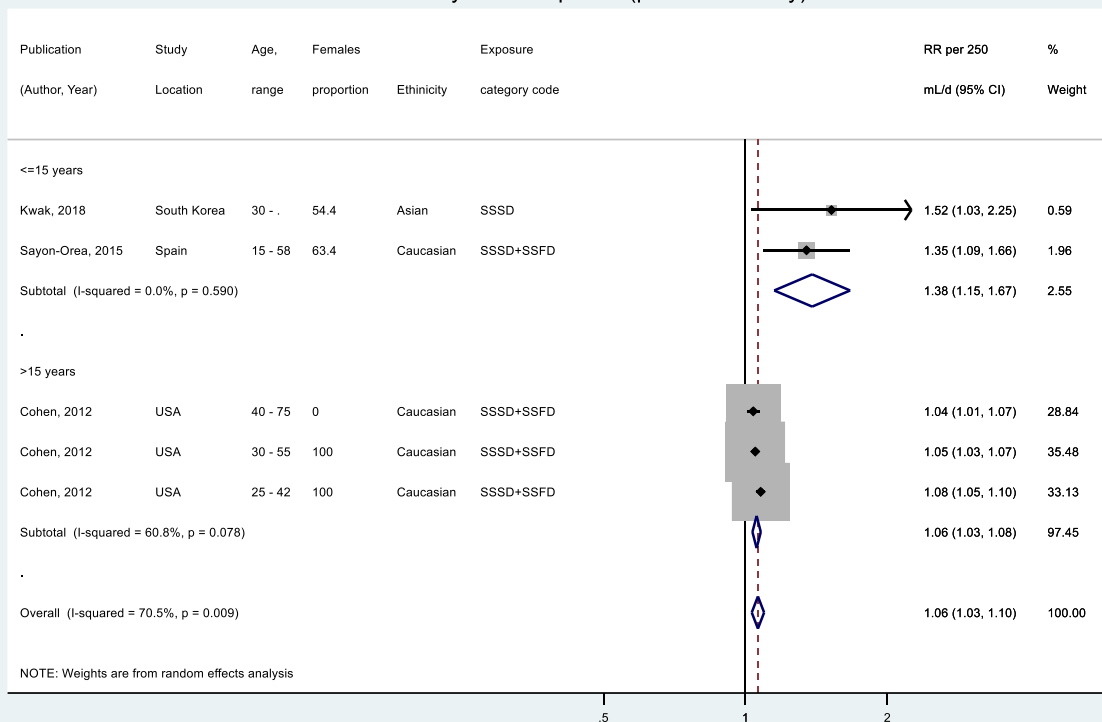 Publication Study Age, Females Exposure RR per 250 %
(Author, Year) Location range proportion Ethinicity category code mL/d (95% CI) Weight
<=15 years
Kwak, 2018 South Korea 30 - . 54.4 Asian SSSD 1.52 (1.03, 2.25) 0.59
Sayon-Orea, 2015 Spain 15 - 58 63.4 Caucasian SSSD+SSFD 1.35 (1.09, 1.66) 1.96
Subtotal (I-squared = 0.0%, p = 0.590) 1.38 (1.15, 1.67) 2.55
.
>15 years
Cohen, 2012 USA 40 - 75 0 Caucasian SSSD+SSFD 1.04 (1.01, 1.07) 28.84
Cohen, 2012 USA 30 - 55 100 Caucasian SSSD+SSFD 1.05 (1.03, 1.07) 35.48
Cohen, 2012 USA 25 - 42 100 Caucasian SSSD+SSFD 1.08 (1.05, 1.10) 33.13
Subtotal (I-squared = 60.8%, p = 0.078) 1.06 (1.03, 1.08) 97.45
.
Overall (I-squared = 70.5%, p = 0.009) 1.06 (1.03, 1.10) 100.00
NOTE: Weights are from random effects analysis
.5 1 2